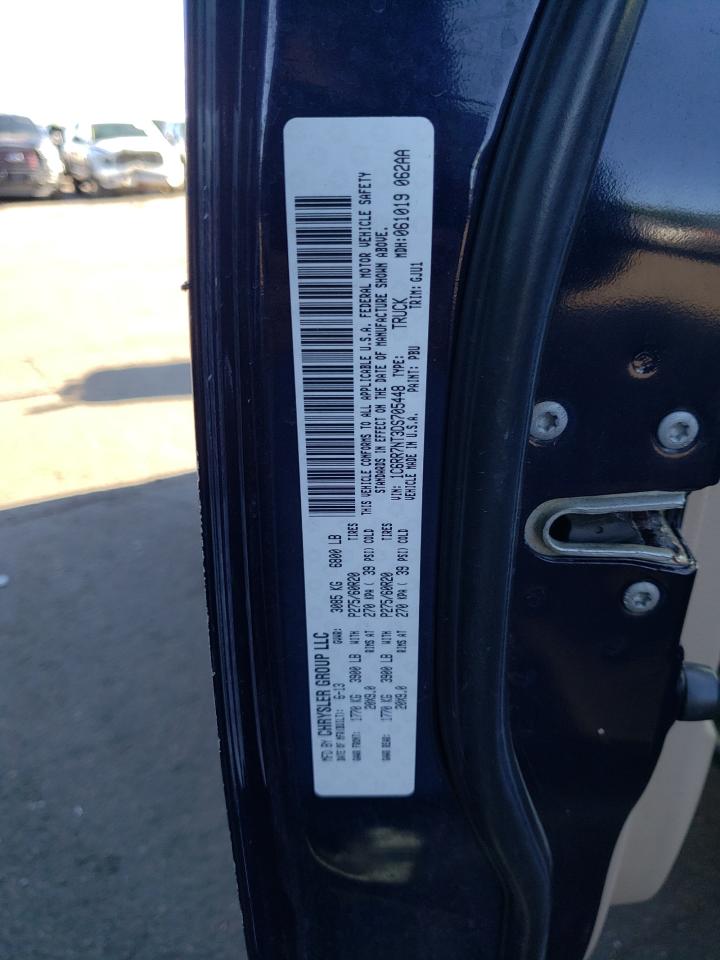 MFD BY CHRYSLER GROUP LLC
DATE OF MFR(BUILT): 6-13 GVWR: 3085 KG 6800 LB
GAWR FRONT: 1770 KG 3900 LB WITH P275/60R20 TIRES
20X9.0 RIMS AT 270 KPA ( 39 PSI) COLD
GAWR REAR: 1770 KG 3900 LB WITH P275/60R20 TIRES
20X9.0 RIMS AT 270 KPA ( 39 PSI) COLD
THIS VEHICLE CONFORMS TO ALL APPLICABLE U.S.A. FEDERAL MOTOR VEHICLE SAFETY
STANDARDS IN EFFECT ON THE DATE OF MANUFACTURE SHOWN ABOVE.
VIN: 1C6RR7NT3DS705448 TYPE: TRUCK MDH:061019 062AA
VEHICLE MADE IN U.S.A. PAINT: PBU TRIM: GJU1